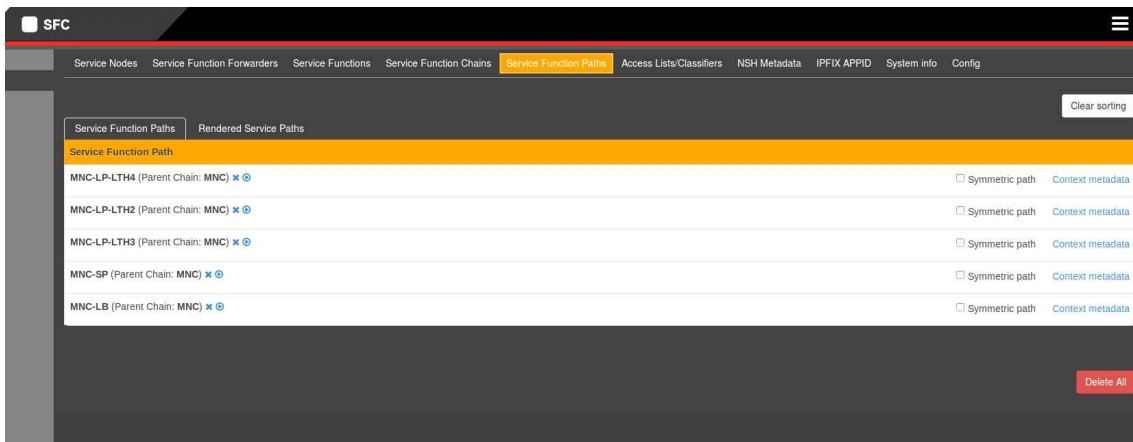 SFC
Service Nodes Service Function Forwarders Service Functions Service Function Chains Service Function Paths Access Lists/Classifiers NSH Metadata IPFIX APPID System info Config
Clear sorting
Service Function Paths Rendered Service Paths
Service Function Path
MNC-LP-LTH4 (Parent Chain: MNC) Symmetric path Context metadata
MNC-LP-LTH2 (Parent Chain: MNC) Symmetric path Context metadata
MNC-LP-LTH3 (Parent Chain: MNC) Symmetric path Context metadata
MNC-SP (Parent Chain: MNC) Symmetric path Context metadata
MNC-LB (Parent Chain: MNC) Symmetric path Context metadata
Delete All